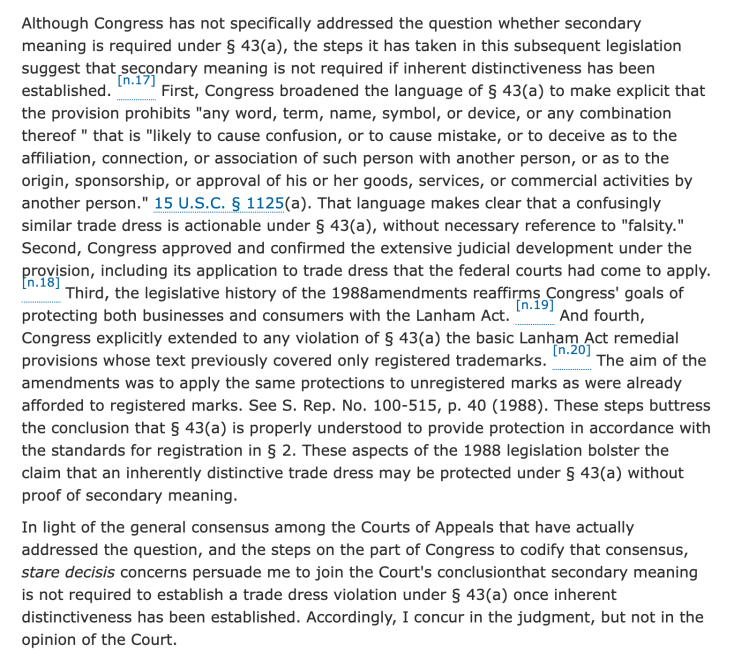 Although Congress has not specifically addressed the question whether secondary
meaning is required under § 43(a), the steps it has taken in this subsequent legislation
suggest that secondary meaning is not required if inherent distinctiveness has been
established. [n.17] First, Congress broadened the language of § 43(a) to make explicit that
the provision prohibits "any word, term, name, symbol, or device, or any combination
thereof " that is "likely to cause confusion, or to cause mistake, or to deceive as to the
affiliation, connection, or association of such person with another person, or as to the
origin, sponsorship, or approval of his or her goods, services, or commercial activities by
another person." 15 U.S.C. § 1125(a). That language makes clear that a confusingly
similar trade dress is actionable under § 43(a), without necessary reference to "falsity."
Second, Congress approved and confirmed the extensive judicial development under the
provision, including its application to trade dress that the federal courts had come to apply.
[n.18] Third, the legislative history of the 1988amendments reaffirms Congress' goals of
protecting both businesses and consumers with the Lanham Act. [n.19] And fourth,
Congress explicitly extended to any violation of § 43(a) the basic Lanham Act remedial
provisions whose text previously covered only registered trademarks. [n.20] The aim of the
amendments was to apply the same protections to unregistered marks as were already
afforded to registered marks. See S. Rep. No. 100-515, p. 40 (1988). These steps buttress
the conclusion that § 43(a) is properly understood to provide protection in accordance with
the standards for registration in § 2. These aspects of the 1988 legislation bolster the
claim that an inherently distinctive trade dress may be protected under § 43(a) without
proof of secondary meaning.
In light of the general consensus among the Courts of Appeals that have actually
addressed the question, and the steps on the part of Congress to codify that consensus,
stare decisis concerns persuade me to join the Court's conclusionthat secondary meaning
is not required to establish a trade dress violation under § 43(a) once inherent
distinctiveness has been established. Accordingly, I concur in the judgment, but not in the
opinion of the Court.